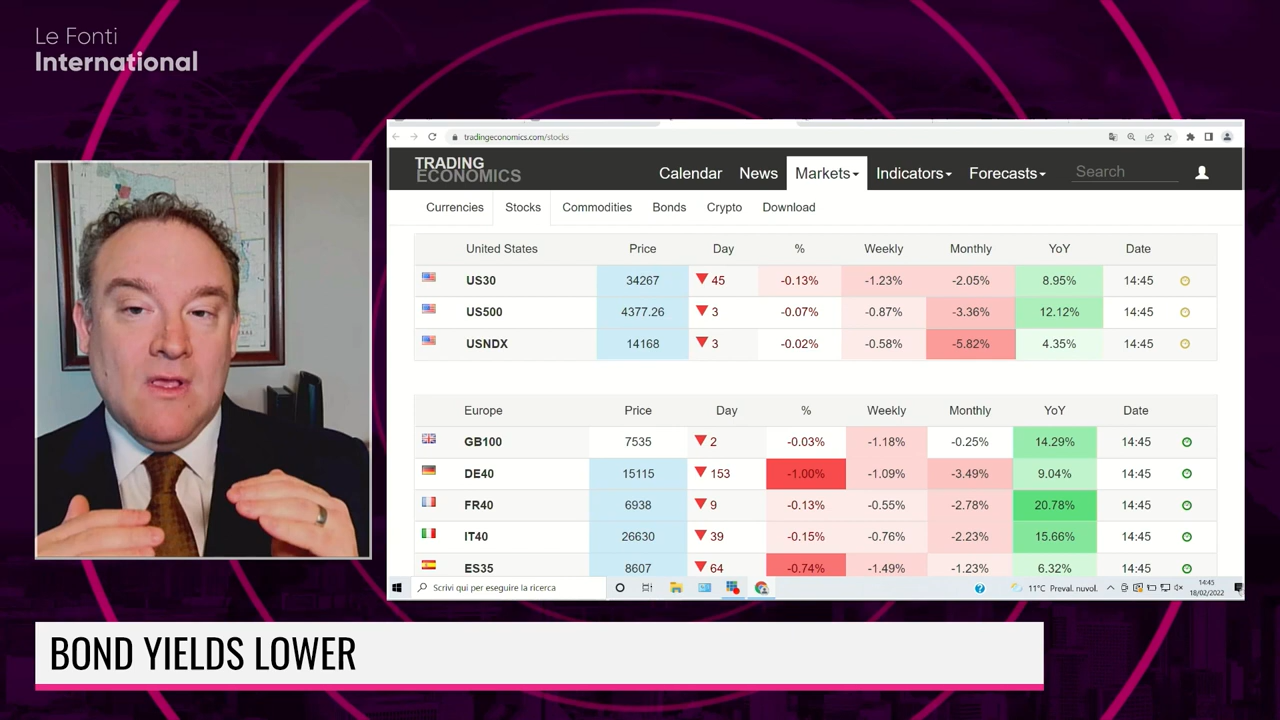 Le Fonti
International
tradingeconomics.com/stocks
TRADING
ECONOMICS
Calendar News Markets Indicators Forecasts Search
Currencies Stocks Commodities Bonds Crypto Download
United States Price Day % Weekly Monthly YoY Date
US30 34267 45 -0.13% -1.23% -2.05% 8.95% 14:45
US500 4377.26 3 -0.07% -0.87% -3.36% 12.12% 14:45
USNDX 14168 3 -0.02% -0.58% -5.82% 4.35% 14:45
Europe Price Day % Weekly Monthly YoY Date
GB100 7535 2 -0.03% -1.18% -0.25% 14.29% 14:45
DE40 15115 153 -1.00% -1.09% -3.49% 9.04% 14:45
FR40 6938 9 -0.13% -0.55% -2.78% 20.78% 14:45
IT40 26630 39 -0.15% -0.76% -2.23% 15.66% 14:45
ES35 8607 64 -0.74% -1.49% -1.23% 6.32% 14:45
Scrivi qui per eseguire la ricerca
11°C Preval. nuvol.
14:45
18/02/2022
BOND YIELDS LOWER